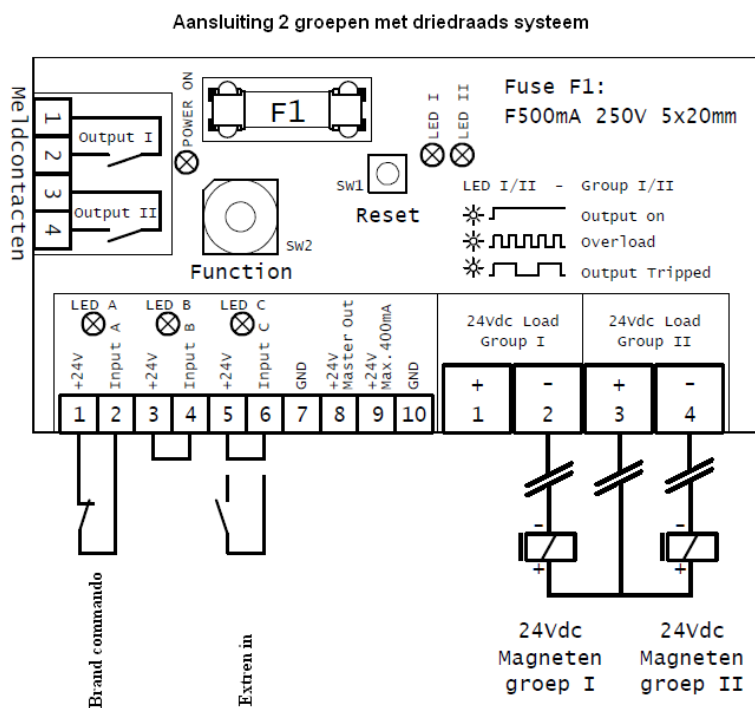 Aansluiting 2 groepen met driedraads systeem
Meldcontacten
1
2
3
4
Output I
Output II
POWER ON
F1
LED I
LED II
Fuse F1:
F500mA 250V 5x20mm
SW1
Reset
SW2
Function
LED I/II - Group I/II
Output on
Overload
Output Tripped
LED A
LED B
LED C
+24V
Input A
+24V
Input B
+24V
Input C
GND
+24V
Master Out
+24V
Max.400mA
GND
1 2 3 4 5 6 7 8 9 10
24Vdc Load
Group I
24Vdc Load
Group II
+ - + -
1 2 3 4
- -
+ +
Brand commando
Extren in
24Vdc
Magneten
groep I
24Vdc
Magneten
groep II